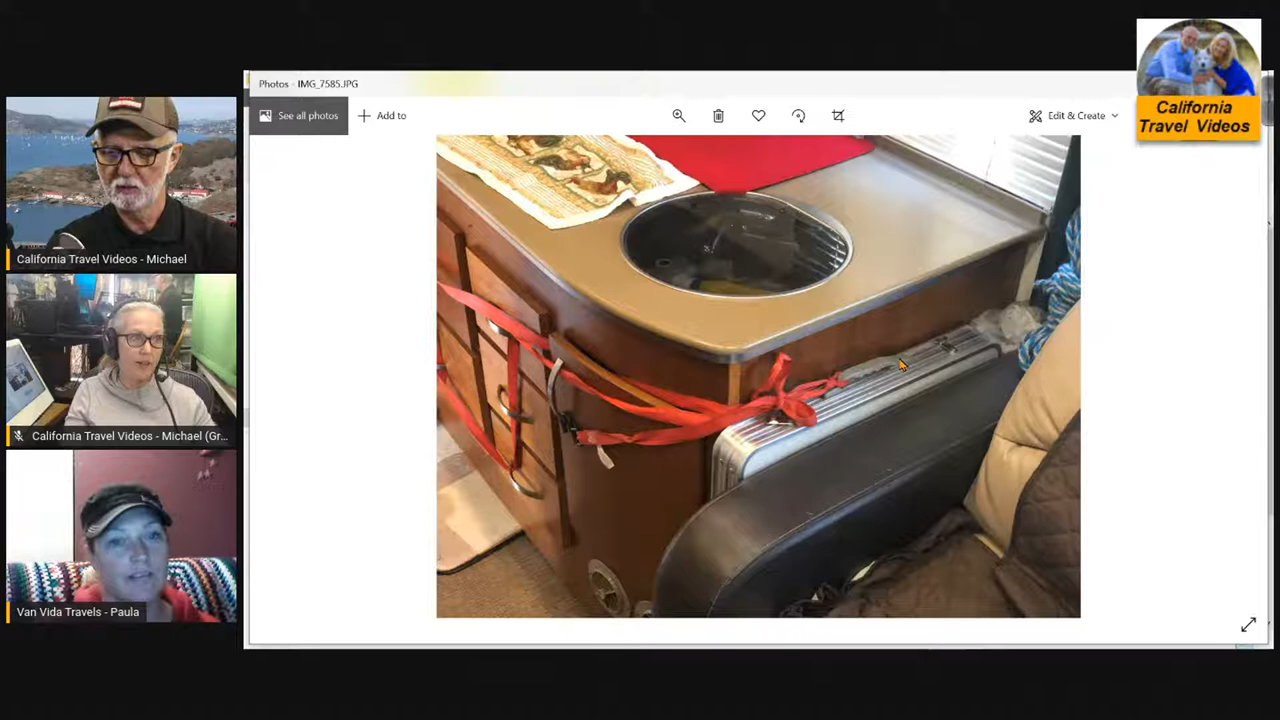 Photos - IMG_7585.JPG
See all photos
Add to
Edit & Create
California
Travel Videos
California Travel Videos - Michael
California Travel Videos - Michael (Gr...
Van Vida Travels - Paula